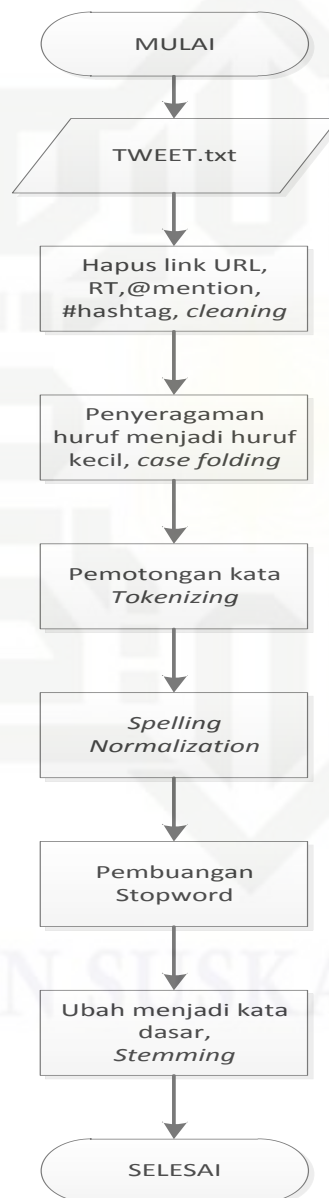 MULAI
TWEET.txt
Hapus link URL,
RT,@mention,
#hashtag, cleaning
Penyeragaman
huruf menjadi huruf
kecil, case folding
Pemotongan kata
Tokenizing
Spelling
Normalization
Pembuangan
Stopword
N SUSKA
Ubah menjadi kata
dasar,
Stemming
SELESAI